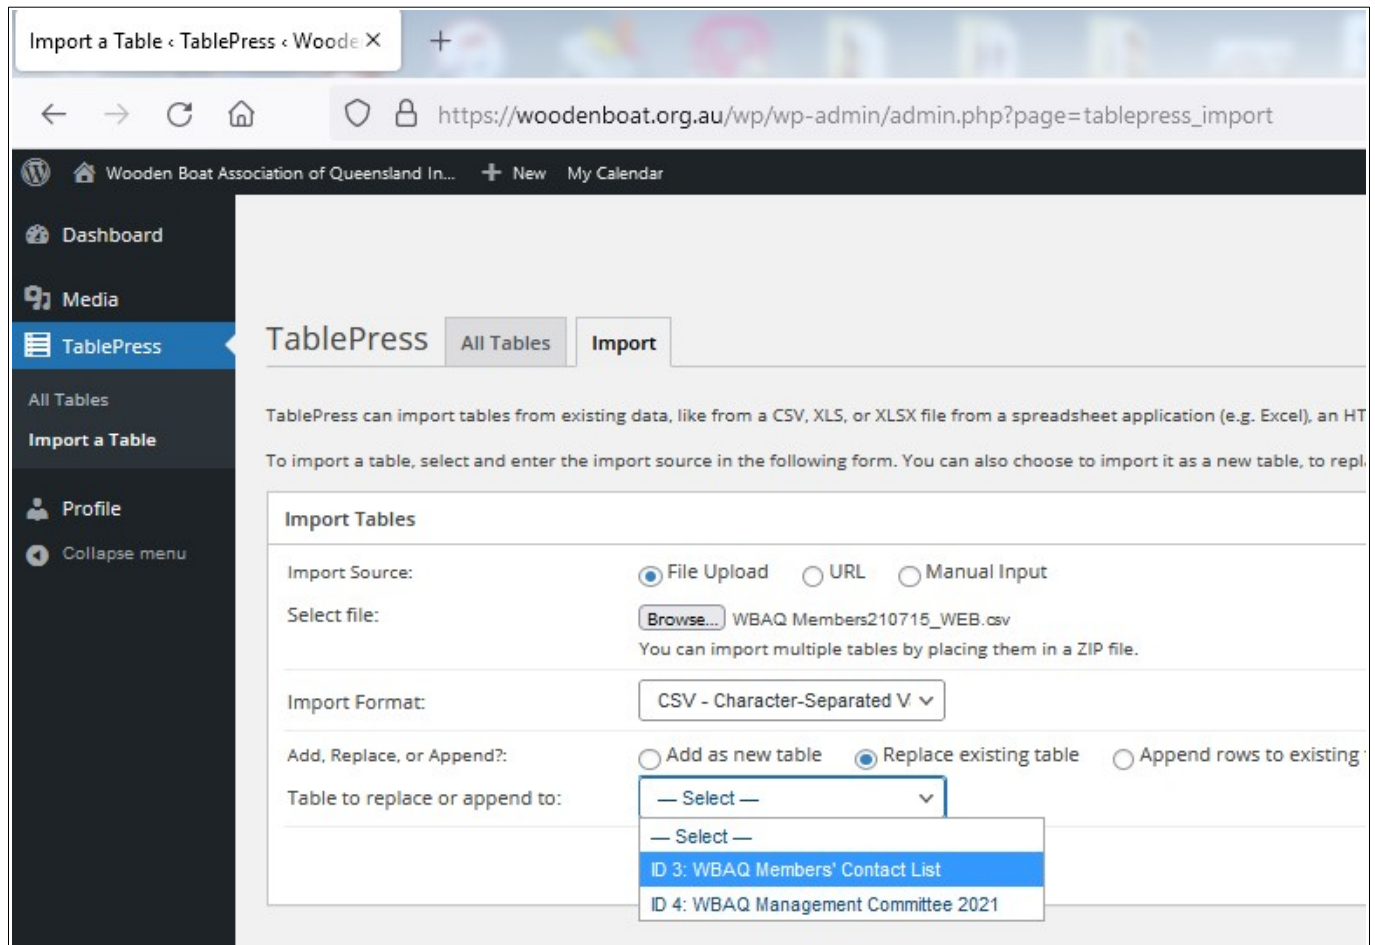 Import a Table ‹ TablePress ‹ Woode
https://woodenboat.org.au/wp/wp-admin/admin.php?page=tablepress_import
Wooden Boat Association of Queensland In... New My Calendar
Dashboard
Media
TablePress
All Tables
Import a Table
Profile
Collapse menu
TablePress All Tables Import
TablePress can import tables from existing data, like from a CSV, XLS, or XLSX file from a spreadsheet application (e.g. Excel), an HT
To import a table, select and enter the import source in the following form. You can also choose to import it as a new table, to repl
Import Tables
Import Source: File Upload URL Manual Input
Select file: Browse... WBAQ Members210715_WEB.csv
You can import multiple tables by placing them in a ZIP file.
Import Format: CSV - Character-Separated V
Add, Replace, or Append?: Add as new table Replace existing table Append rows to existing
Table to replace or append to: — Select —
— Select —
ID 3: WBAQ Members' Contact List
ID 4: WBAQ Management Committee 2021